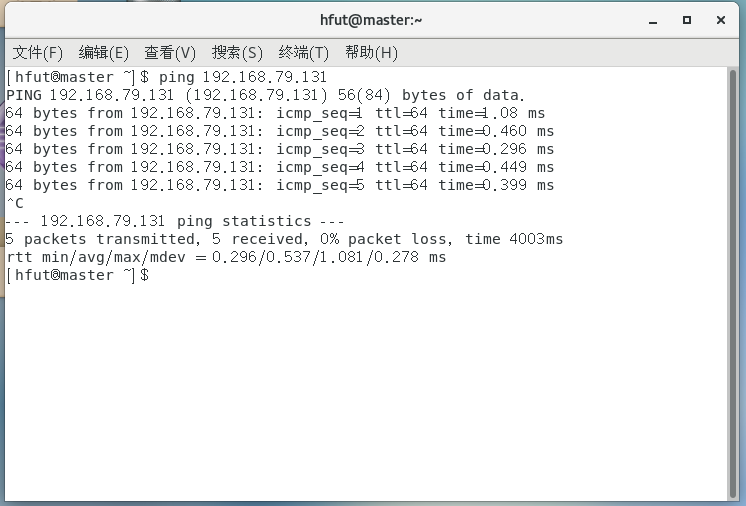 hfut@master:~
文件(F) 编辑(E) 查看(V) 搜索(S) 终端(T) 帮助(H)
[hfut@master ~]$ ping 192.168.79.131
PING 192.168.79.131 (192.168.79.131) 56(84) bytes of data.
64 bytes from 192.168.79.131: icmp_seq=1 ttl=64 time=1.08 ms
64 bytes from 192.168.79.131: icmp_seq=2 ttl=64 time=0.460 ms
64 bytes from 192.168.79.131: icmp_seq=3 ttl=64 time=0.296 ms
64 bytes from 192.168.79.131: icmp_seq=4 ttl=64 time=0.449 ms
64 bytes from 192.168.79.131: icmp_seq=5 ttl=64 time=0.399 ms
^C
--- 192.168.79.131 ping statistics ---
5 packets transmitted, 5 received, 0% packet loss, time 4003ms
rtt min/avg/max/mdev = 0.296/0.537/1.081/0.278 ms
[hfut@master ~]$